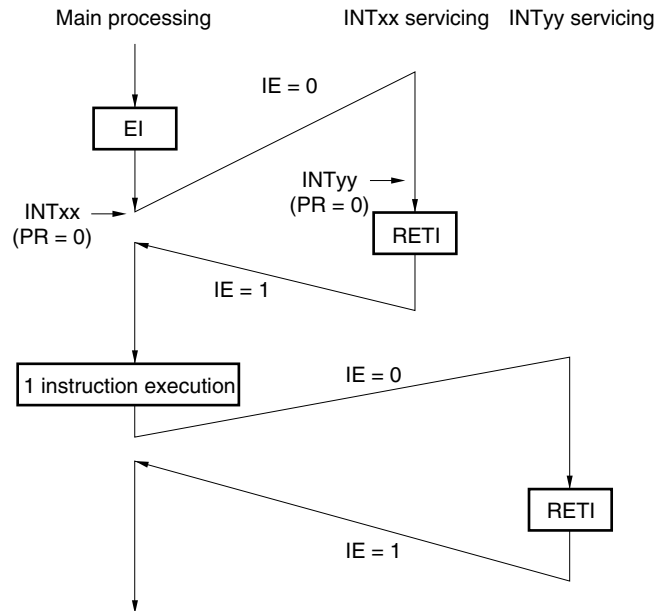 Main processing
INTxx servicing
INTyy servicing
IE = 0
EI
INTyy
(PR = 0)
INTxx
(PR = 0)
RETI
IE = 1
1 instruction execution
IE = 0
RETI
IE = 1